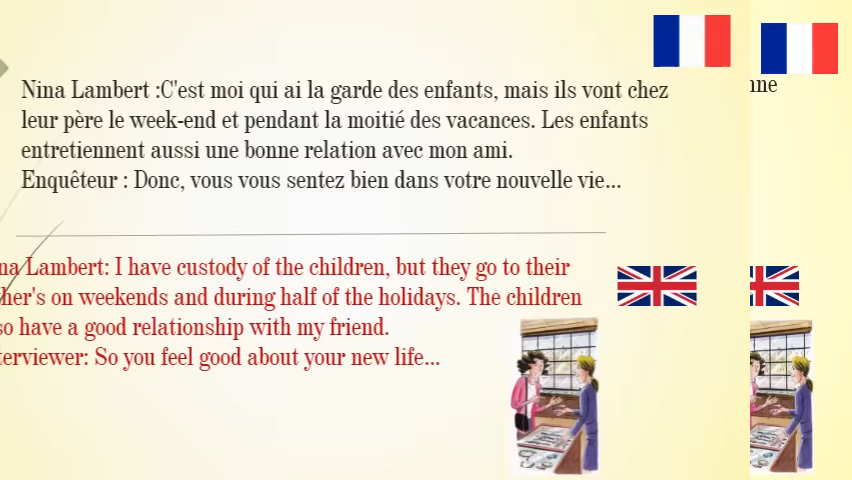 Nina Lambert :C'est moi qui ai la garde des enfants, mais ils vont chez
leur père le week-end et pendant la moitié des vacances. Les enfants
entretiennent aussi une bonne relation avec mon ami.
Enquêteur : Donc, vous vous sentez bien dans votre nouvelle vie...
na Lambert: I have custody of the children, but they go to their
her's on weekends and during half of the holidays. The children
so have a good relationship with my friend.
terviewer: So you feel good about your new life...